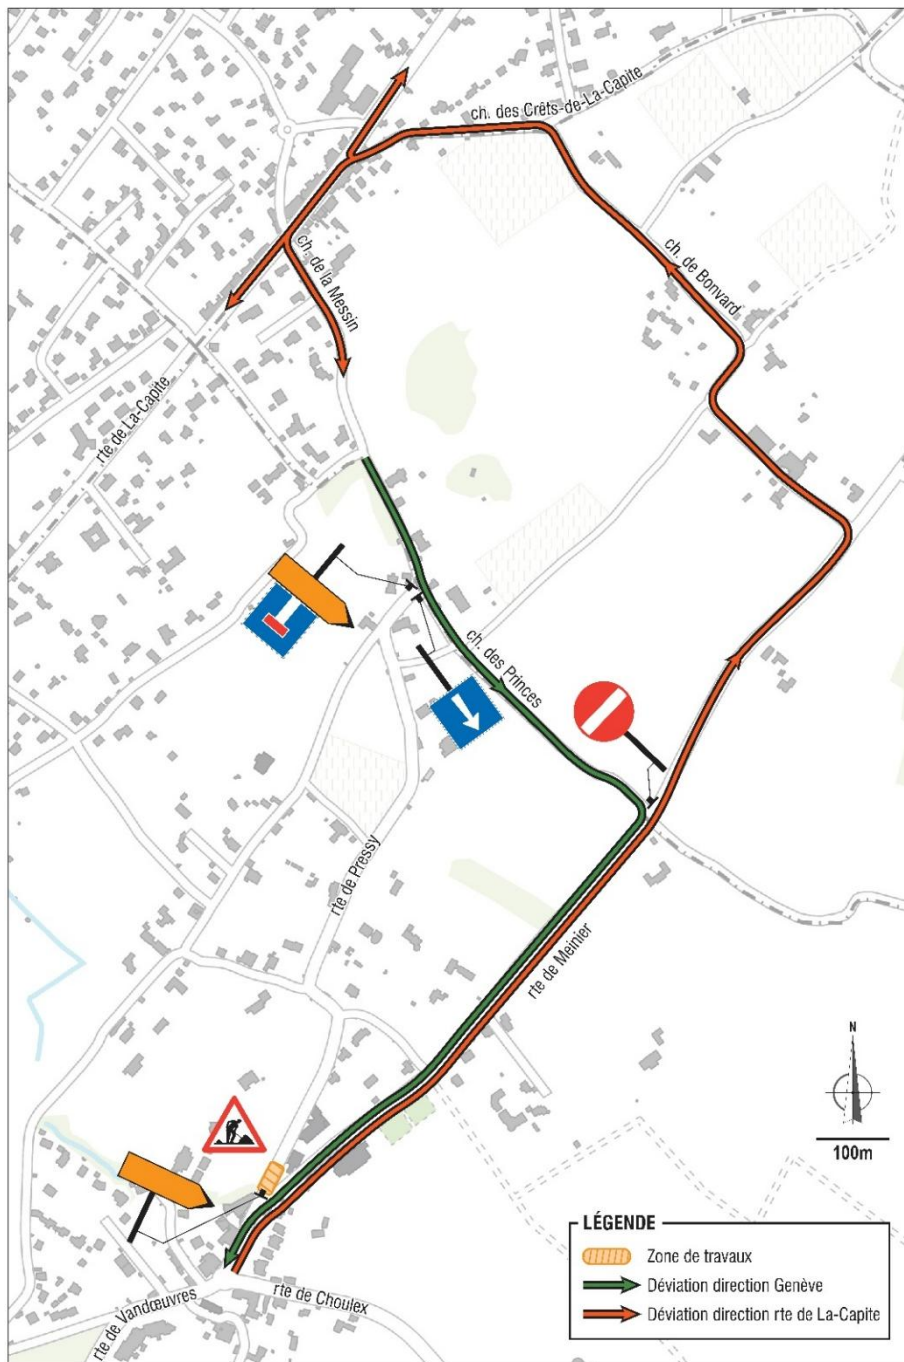 ch. des Crêts-de-La-Capite
ch. de la Messin
ch. de Bonvard
rte de La-Capite
ch. des Princes
rte de Pressy
rte de Meinier
N
100m
rte de Choulex
rte de Vandœuvres
LÉGENDE
Zone de travaux
Déviation direction Genève
Déviation direction rte de La-Capite